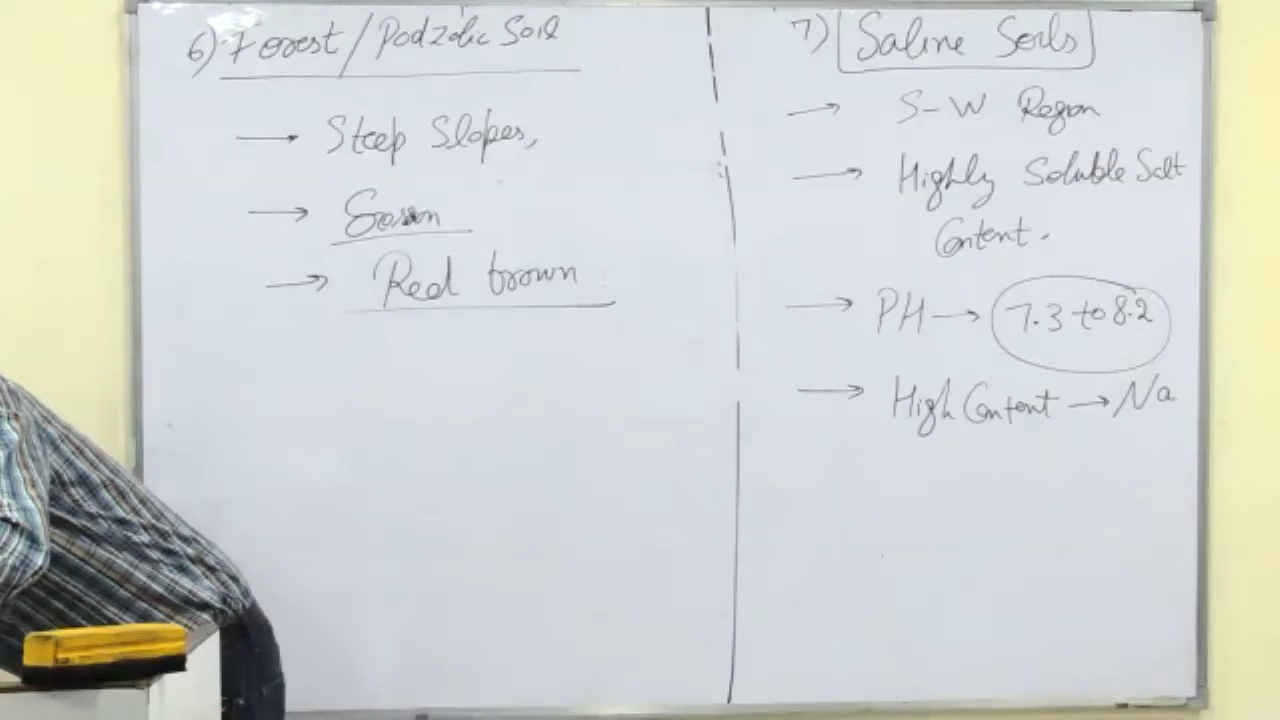 6) Forest/Podzolic Soil
→ Steep Slopes,
→ Erosion
→ Red brown
7) Saline Soils
→ S-W Region
→ Highly Soluble Salt
Content.
→ PH → 7.3 to 8.2
→ High Content → Na